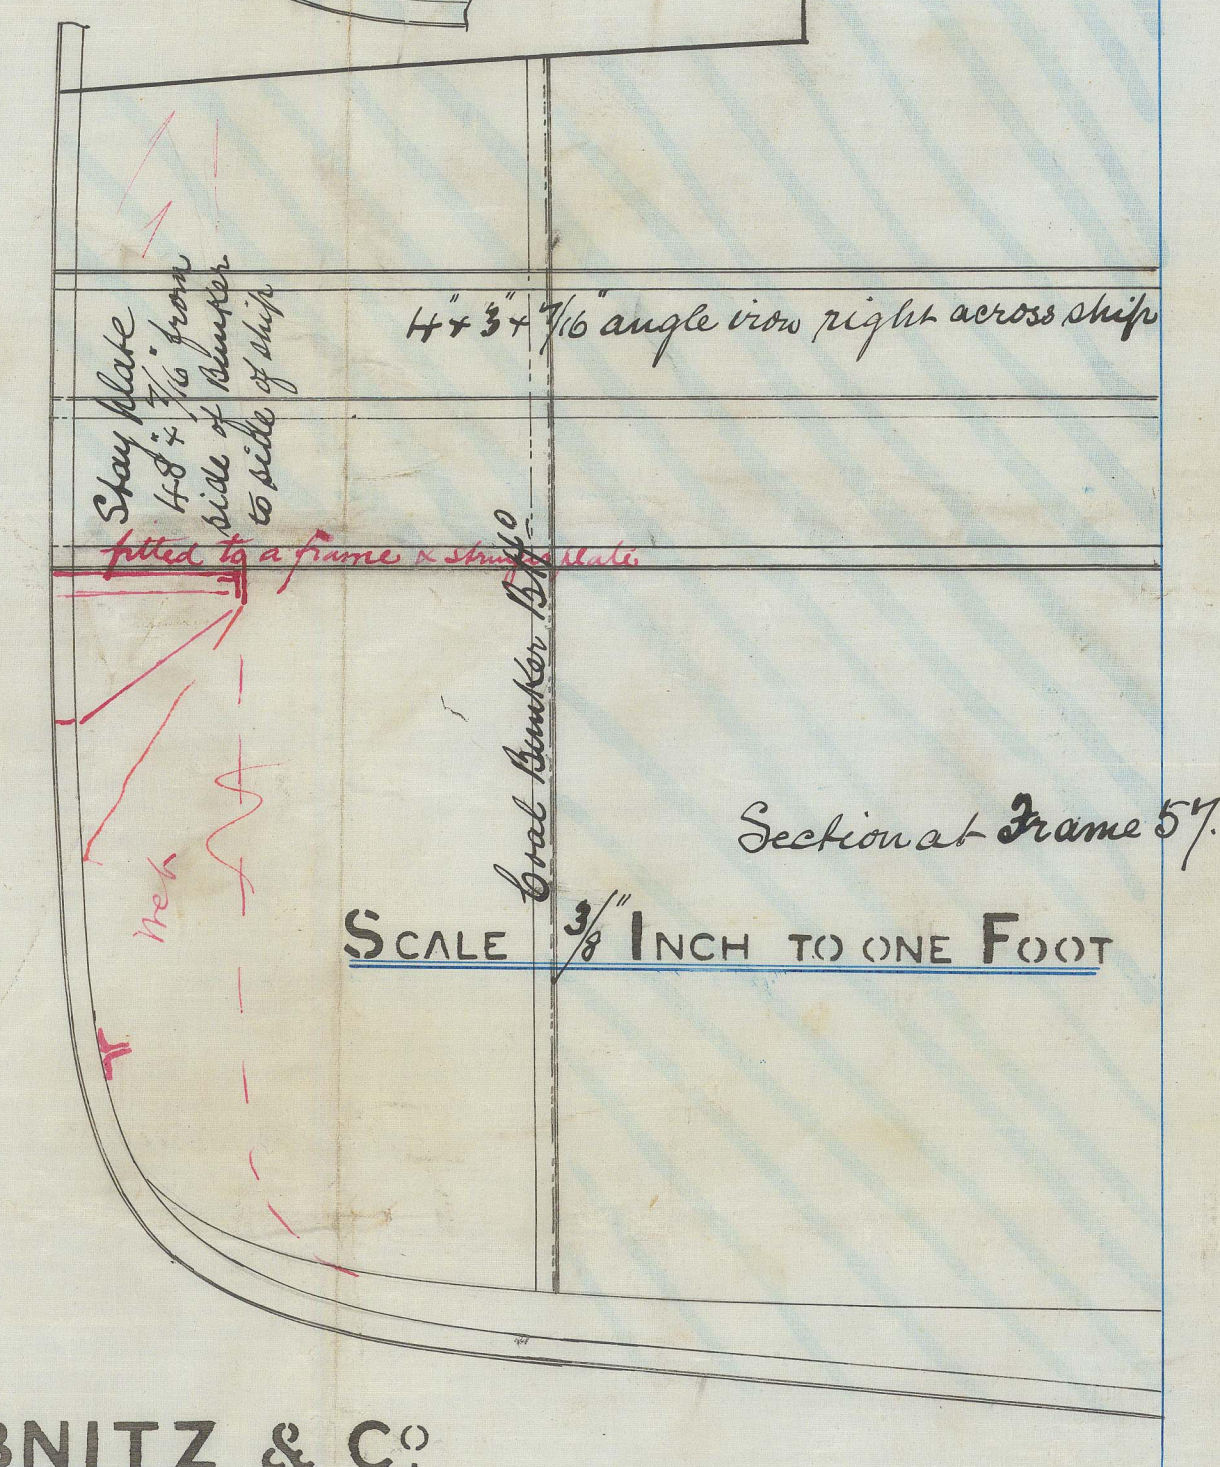 4" × 3" × 7/16" angle iron right across ship
Stay plate
48" × 7/16" from
side of Bunker
to side of ship
fitted to a frame & stringer plate
Coal Bunker BHD
Section at Frame 57.
SCALE 3/8" INCH TO ONE FOOT
Web
BNITZ & Co